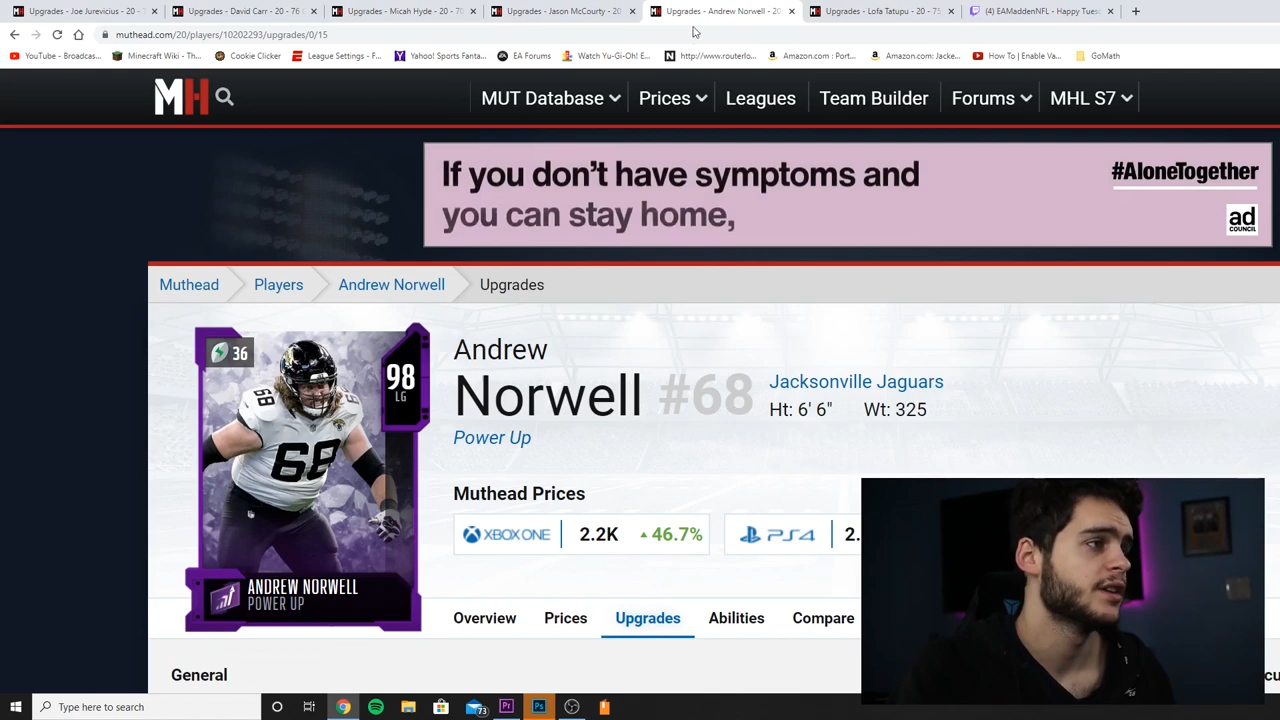 Upgrades - Joe Jurevicius - 20 -
Upgrades - David Carr - 20 - 76
Upgrades - Micah Hyde - 20 - 70
Upgrades - Jason McCourty - 20
Upgrades - Andrew Norwell - 20
Upgrades - Lofa Tatupu - 20 - 75
(4) EAMaddenNFL - Happy Tues
muthead.com/20/players/10202293/upgrades/0/15
YouTube - Broadcas...
Minecraft Wiki - Th...
Cookie Clicker
League Settings - F...
Yahoo! Sports Fanta...
EA Forums
Watch Yu-Gi-Oh! E...
http://www.routerlo...
Amazon.com : Port...
Amazon.com: Jacke...
How To | Enable Va...
GoMath
MH
MUT Database
Prices
Leagues
Team Builder
Forums
MHL S7
If you don't have symptoms and
you can stay home,
#AloneTogether
ad
COUNCIL
Muthead
Players
Andrew Norwell
Upgrades
36
98
LG
68
68
ANDREW NORWELL
POWER UP
Andrew
Norwell #68
Jacksonville Jaguars
Ht: 6' 6" Wt: 325
Power Up
Muthead Prices
XBOX ONE 2.2K 46.7%
PS4 2.
Overview
Prices
Upgrades
Abilities
Compare
General
Type here to search
73
Pr
Ps